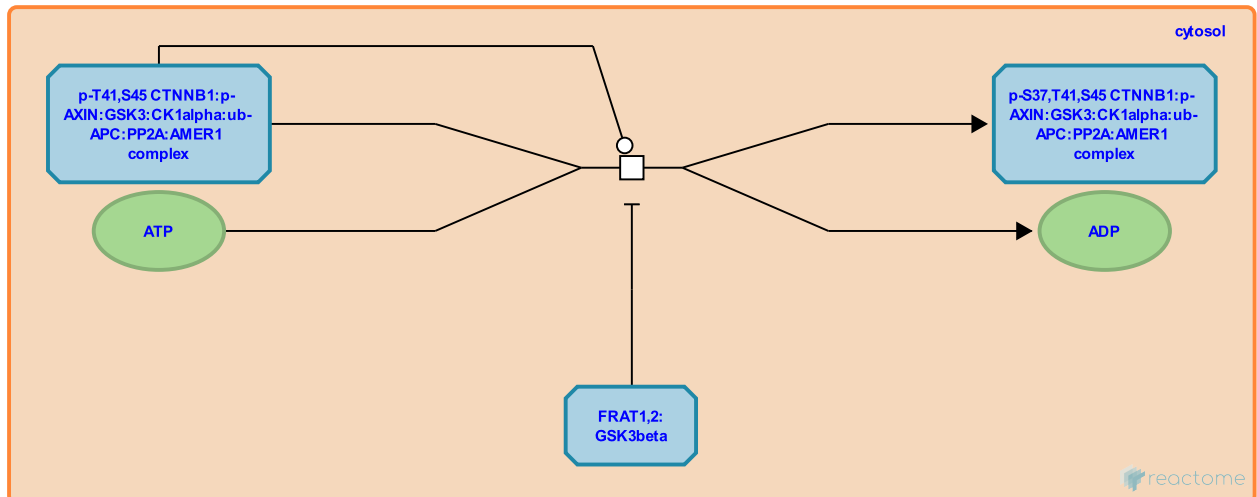 cytosol
p-T41,S45 CTNNB1:p-
AXIN:GSK3:CK1alpha:ub-
APC:PP2A:AMER1
complex
p-S37,T41,S45 CTNNB1:p-
AXIN:GSK3:CK1alpha:ub-
APC:PP2A:AMER1
complex
ATP
ADP
FRAT1,2:
GSK3beta
reactome